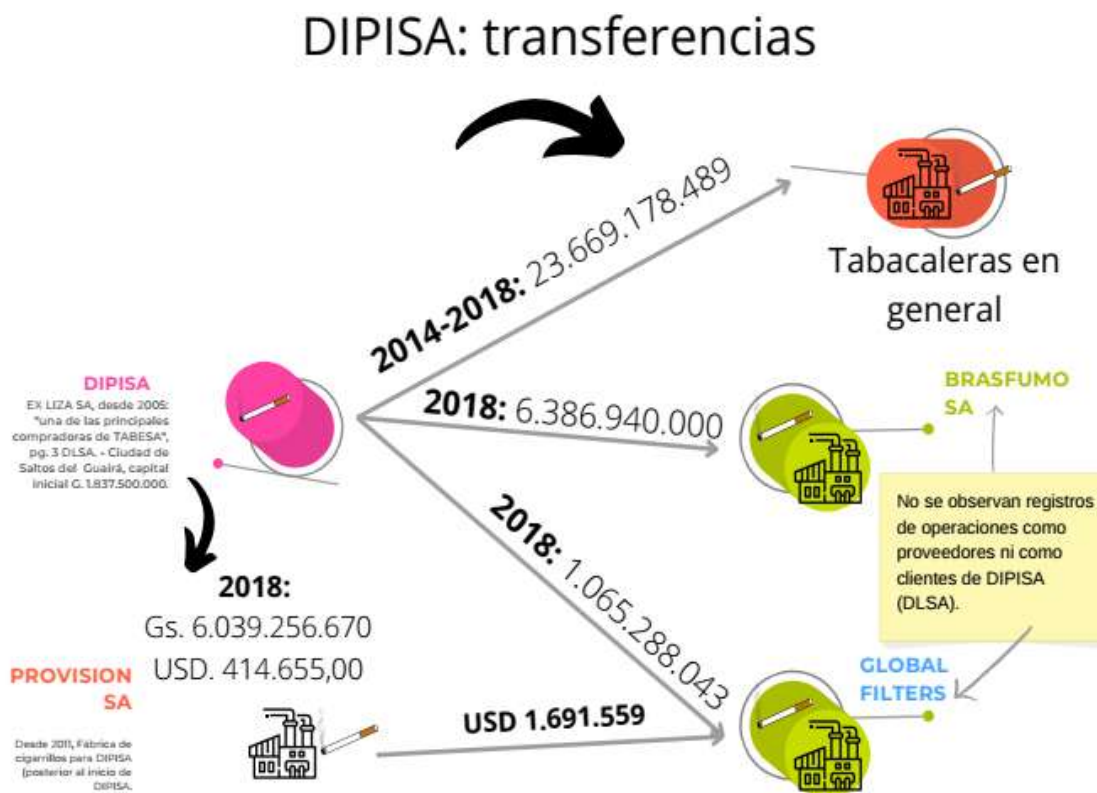 DIPISA: transferencias
2014-2018: 23.669.178.489
Tabacaleras en
general
DIPISA
EX LIZA SA, desde 2005:
"una de las principales
compradoras de TABESA",
pg. 3 DLSA. - Ciudad de
Saltos del Guairá, capital
inicial G. 1.837.500.000.
2018: 6.386.940.000
BRASFUMO
SA
No se observan registros
de operaciones como
proveedores ni como
clientes de DIPISA
(DLSA).
2018: 1.065.288.043
2018:
Gs. 6.039.256.670
USD. 414.655,00
GLOBAL
FILTERS
PROVISION
SA
Desde 2011, Fábrica de
cigarrillos para DIPISA
(posterior al inicio de
DIPISA.
USD 1.691.559